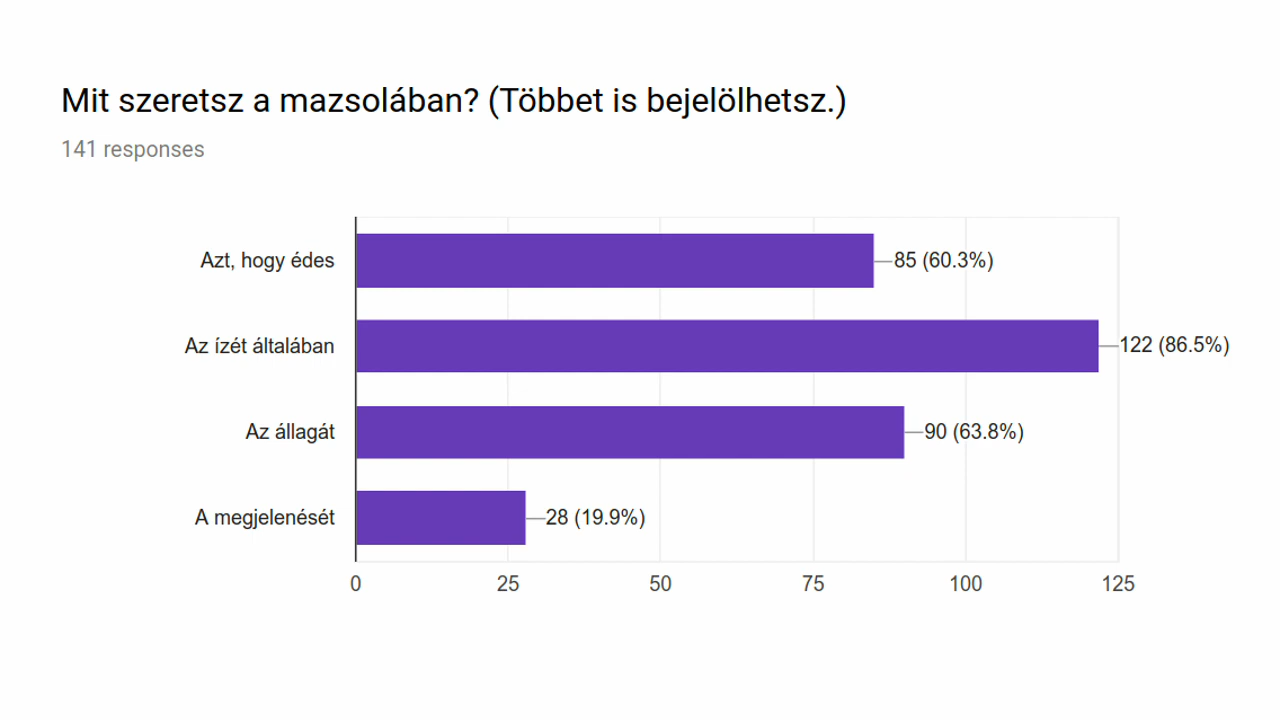 Mit szeretsz a mazsolában? (Többet is bejelölhetsz.)
141 responses
Azt, hogy édes
85 (60.3%)
Az ízét általában
122 (86.5%)
Az állagát
90 (63.8%)
A megjelenését
28 (19.9%)
0 25 50 75 100 125